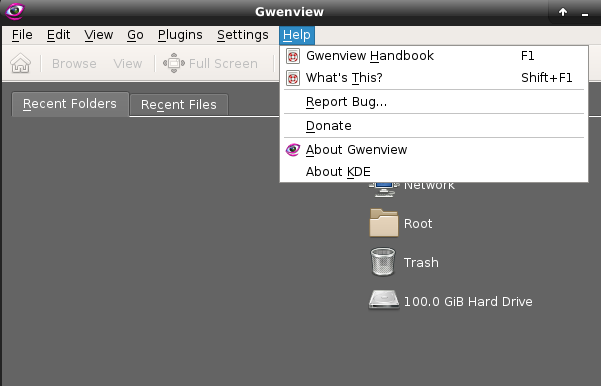 Gwenview
File Edit View Go Plugins Settings Help
Browse View Full Screen
Gwenview Handbook F1
What's This? Shift+F1
Report Bug...
Donate
About Gwenview
About KDE
Recent Folders Recent Files
Network
Root
Trash
100.0 GiB Hard Drive